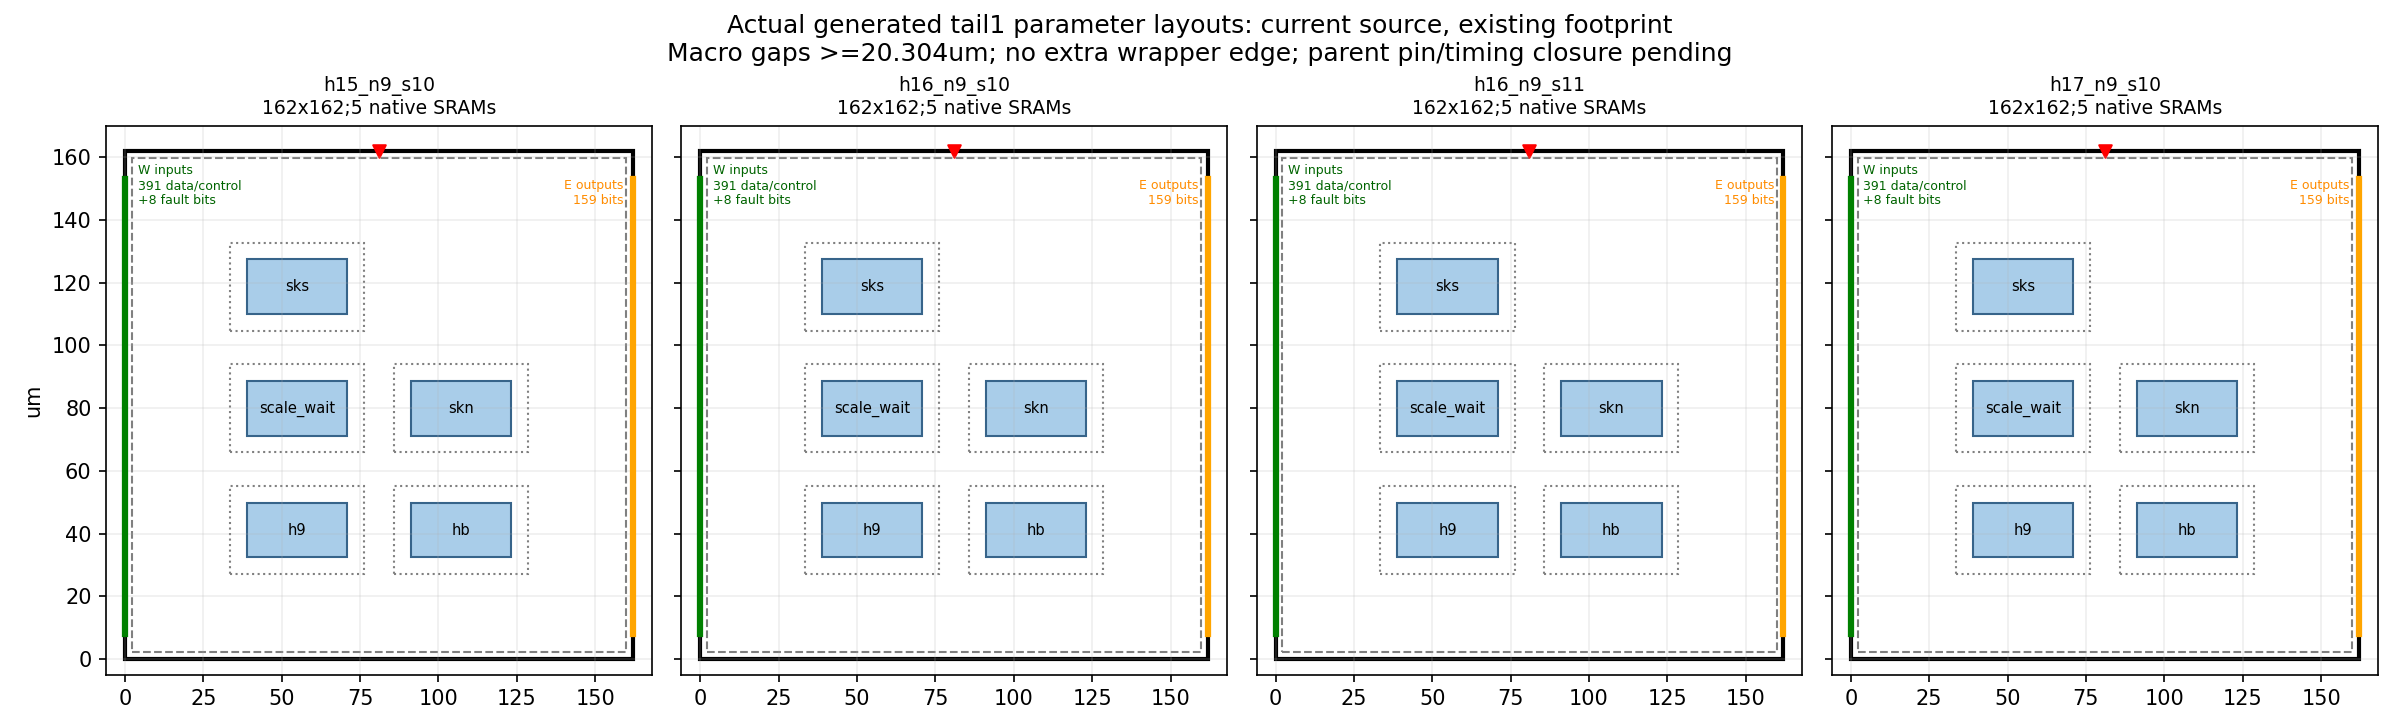 Actual generated tail1 parameter layouts: current source, existing footprint
Macro gaps >=20.304um; no extra wrapper edge; parent pin/timing closure pending
h15_n9_s10
162x162;5 native SRAMs
W inputs
391 data/control
+8 fault bits
E outputs
159 bits
sks
scale_wait
skn
h9
hb
um
160
140
120
100
80
60
40
20
0
0 25 50 75 100 125 150
h16_n9_s10
162x162;5 native SRAMs
W inputs
391 data/control
+8 fault bits
E outputs
159 bits
sks
scale_wait
skn
h9
hb
0 25 50 75 100 125 150
h16_n9_s11
162x162;5 native SRAMs
W inputs
391 data/control
+8 fault bits
E outputs
159 bits
sks
scale_wait
skn
h9
hb
0 25 50 75 100 125 150
h17_n9_s10
162x162;5 native SRAMs
W inputs
391 data/control
+8 fault bits
E outputs
159 bits
sks
scale_wait
skn
h9
hb
0 25 50 75 100 125 150